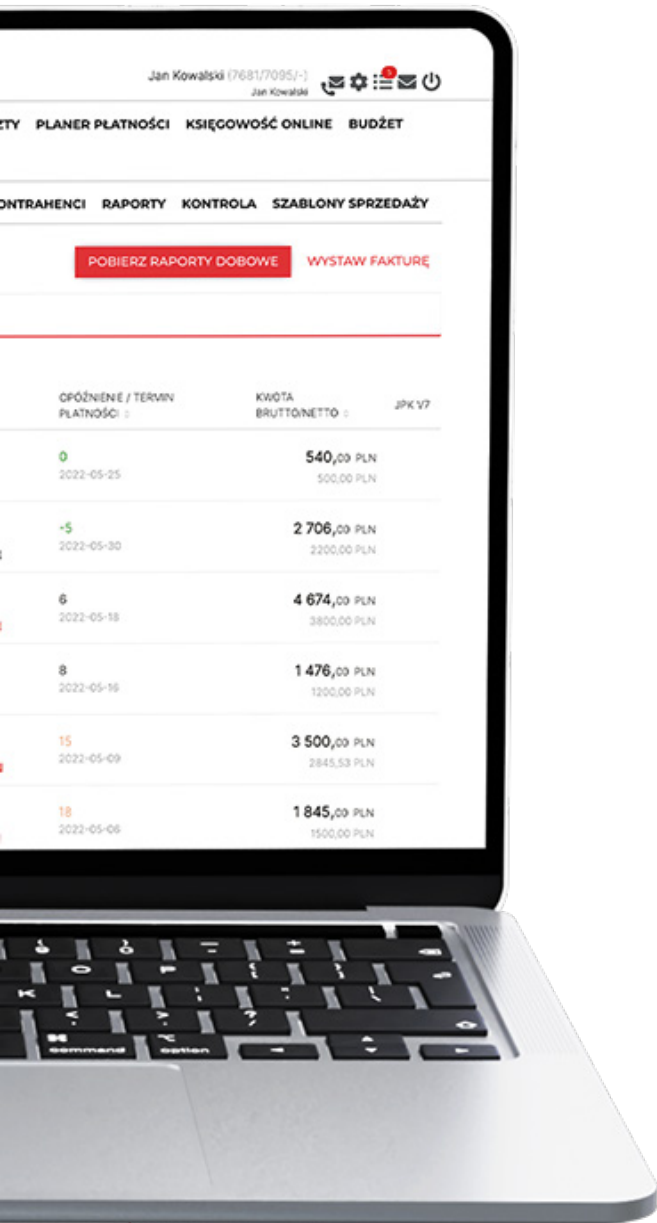 Jan Kowalski (7681/7095/-)
Jan Kowalski
PLANER PŁATNOŚCI KSIĘGOWOŚĆ ONLINE BUDŻET
RAPORTY KONTROLA SZABLONY SPRZEDAŻY
POBIERZ RAPORTY DOBOWE WYSTAW FAKTURĘ
OPÓŹNIENIE / TERMIN PŁATNOŚCI
KWOTA BRUTTO/NETTO
JPK V7
0 540,00 PLN
2022-05-25 500,00 PLN
-5 2 706,00 PLN
2022-05-30 2200,00 PLN
6 4 674,00 PLN
2022-05-18 3800,00 PLN
8 1 476,00 PLN
2022-05-16 1200,00 PLN
15 3 500,00 PLN
2022-05-09 2845,53 PLN
18 1 845,00 PLN
2022-05-06 1500,00 PLN
O P
K L
command option